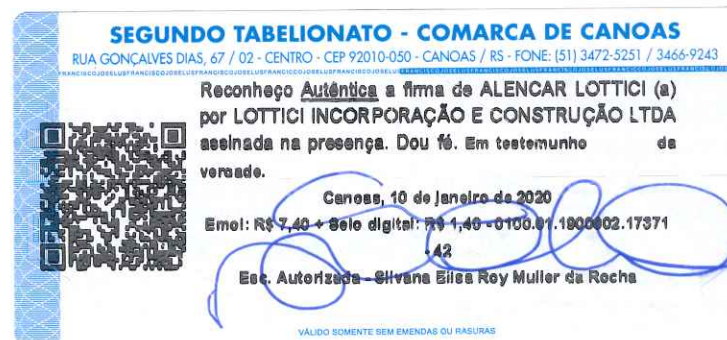 SEGUNDO TABELIONATO - COMARCA DE CANOAS
RUA GONÇALVES DIAS, 67 / 02 - CENTRO - CEP 92010-050 - CANOAS / RS - FONE: (51) 3472-5251 / 3466-9243
Reconheço Autêntica a firma de ALENCAR LOTTICI (a)
por LOTTICI INCORPORAÇÃO E CONSTRUÇÃO LTDA
assinada na presença. Dou fé. Em testemunho da
verdade.
Canoas, 10 de janeiro de 2020
Emol: R$ 7,40 + Selo digital: R$ 1,40 - 0100.01.1900002.17371
- 42
Esc. Autorizada - Silvana Elisa Roy Muller da Rocha
VÁLIDO SOMENTE SEM EMENDAS OU RASURAS